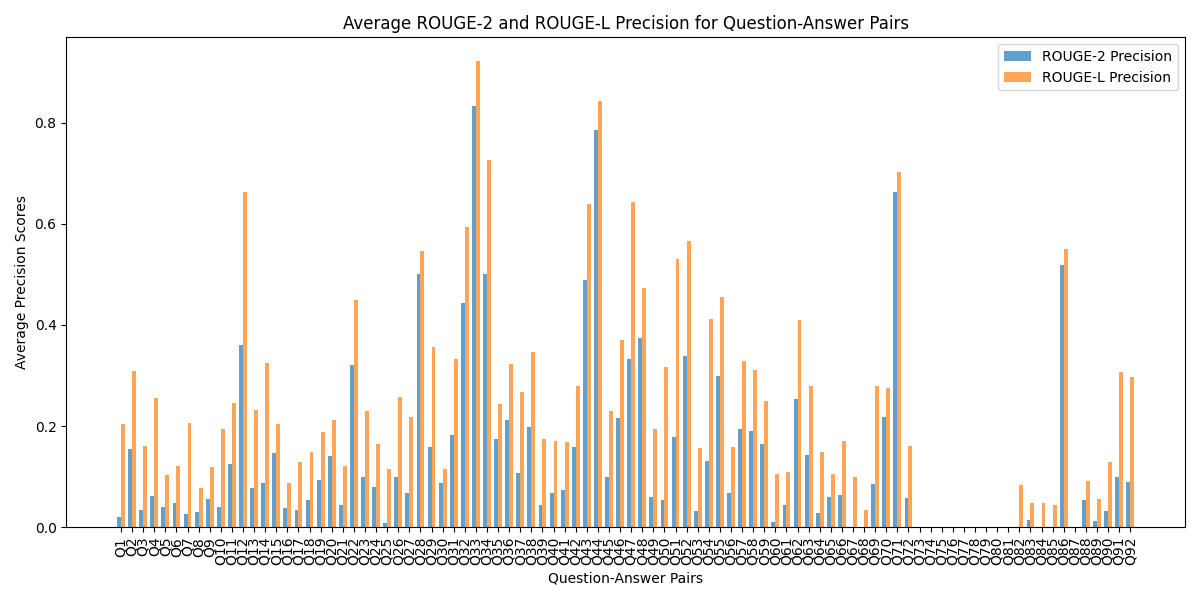 Average ROUGE-2 and ROUGE-L Precision for Question-Answer Pairs
ROUGE-2 Precision
ROUGE-L Precision
Average Precision Scores
0.8
0.6
0.4
0.2
0.0
Q1 Q2 Q3 Q4 Q5 Q6 Q7 Q8 Q9 Q10 Q11 Q12 Q13 Q14 Q15 Q16 Q17 Q18 Q19 Q20 Q21 Q22 Q23 Q24 Q25 Q26 Q27 Q28 Q29 Q30 Q31 Q32 Q33 Q34 Q35 Q36 Q37 Q38 Q39 Q40 Q41 Q42 Q43 Q44 Q45 Q46 Q47 Q48 Q49 Q50 Q51 Q52 Q53 Q54 Q55 Q56 Q57 Q58 Q59 Q60 Q61 Q62 Q63 Q64 Q65 Q66 Q67 Q68 Q69 Q70 Q71 Q72 Q73 Q74 Q75 Q76 Q77 Q78 Q79 Q80 Q81 Q82 Q83 Q84 Q85 Q86 Q87 Q88 Q89 Q90 Q91 Q92
Question-Answer Pairs